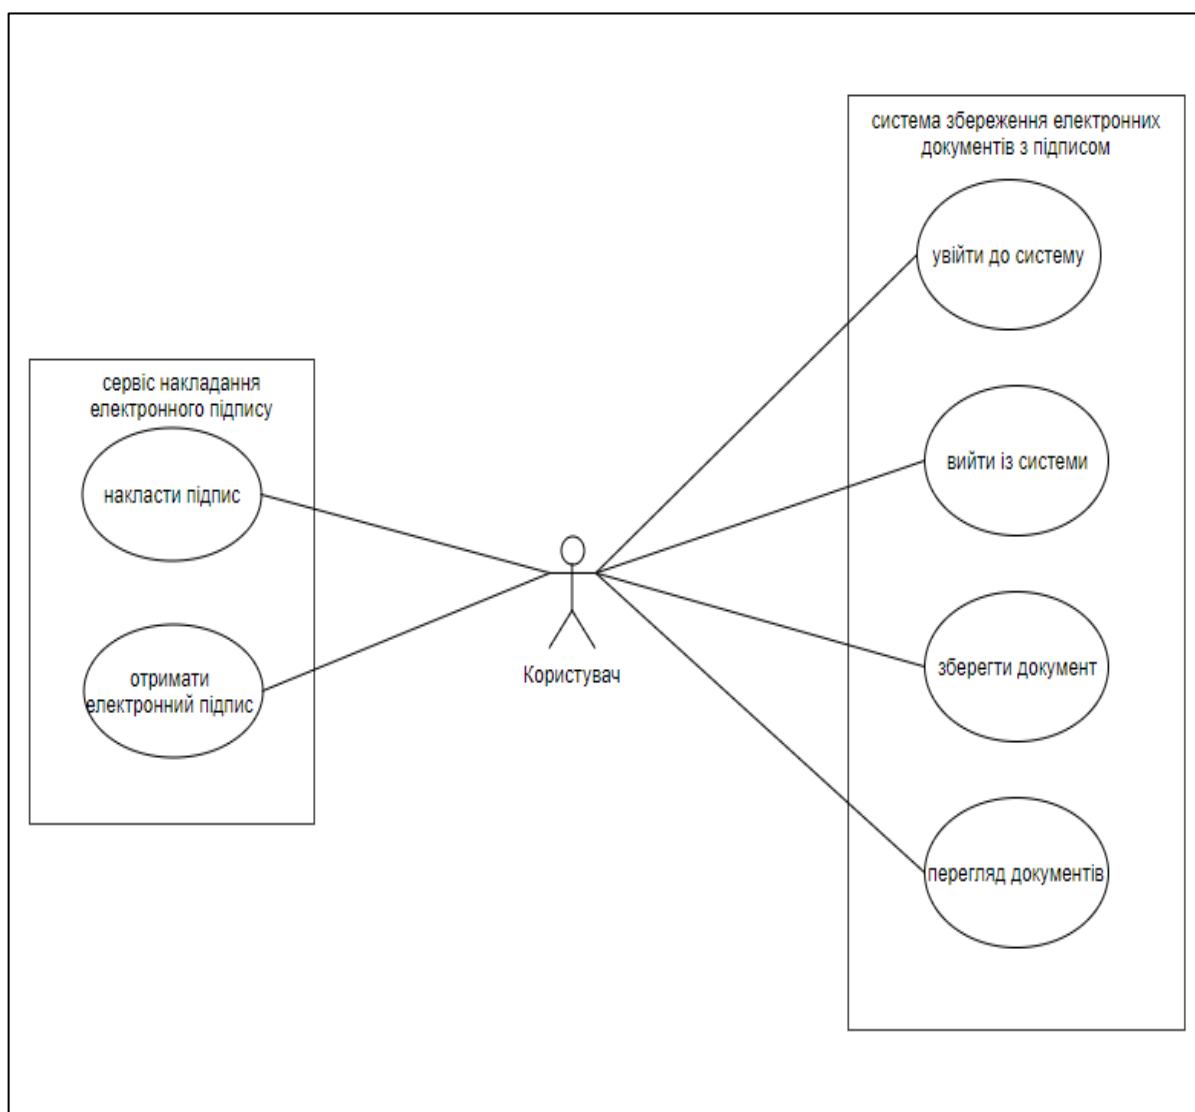 система збереження електронних
документів з підписом
увійти до систему
сервіс накладання
електронного підпису
вийти із системи
накласти підпис
зберегти документ
отримати
електронний підпис
Користувач
перегляд документів